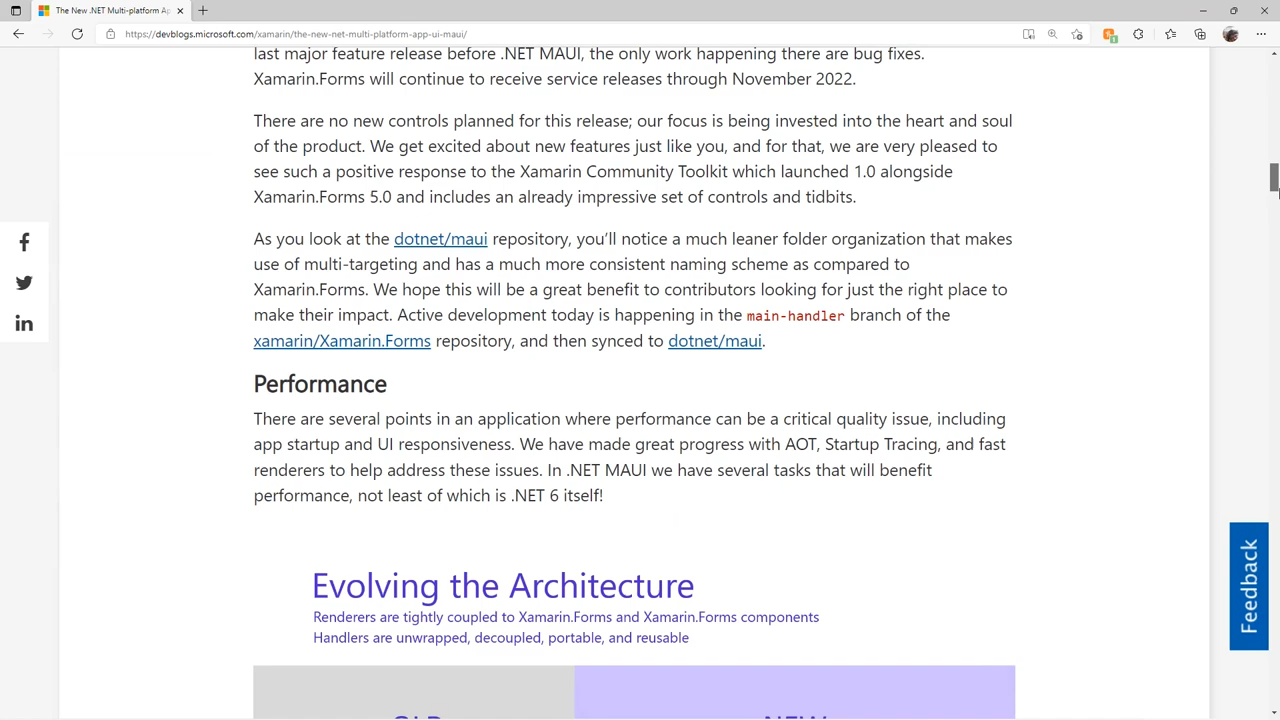 The New .NET Multi-platform Ap
https://devblogs.microsoft.com/xamarin/the-new-net-multi-platform-app-ui-maui/
last major feature release before .NET MAUI, the only work happening there are bug fixes.
Xamarin.Forms will continue to receive service releases through November 2022.
There are no new controls planned for this release; our focus is being invested into the heart and soul
of the product. We get excited about new features just like you, and for that, we are very pleased to
see such a positive response to the Xamarin Community Toolkit which launched 1.0 alongside
Xamarin.Forms 5.0 and includes an already impressive set of controls and tidbits.
As you look at the dotnet/maui repository, you’ll notice a much leaner folder organization that makes
use of multi-targeting and has a much more consistent naming scheme as compared to
Xamarin.Forms. We hope this will be a great benefit to contributors looking for just the right place to
make their impact. Active development today is happening in the main-handler branch of the
xamarin/Xamarin.Forms repository, and then synced to dotnet/maui.
Performance
There are several points in an application where performance can be a critical quality issue, including
app startup and UI responsiveness. We have made great progress with AOT, Startup Tracing, and fast
renderers to help address these issues. In .NET MAUI we have several tasks that will benefit
performance, not least of which is .NET 6 itself!
Feedback
Evolving the Architecture
Renderers are tightly coupled to Xamarin.Forms and Xamarin.Forms components
Handlers are unwrapped, decoupled, portable, and reusable
OLD NEW